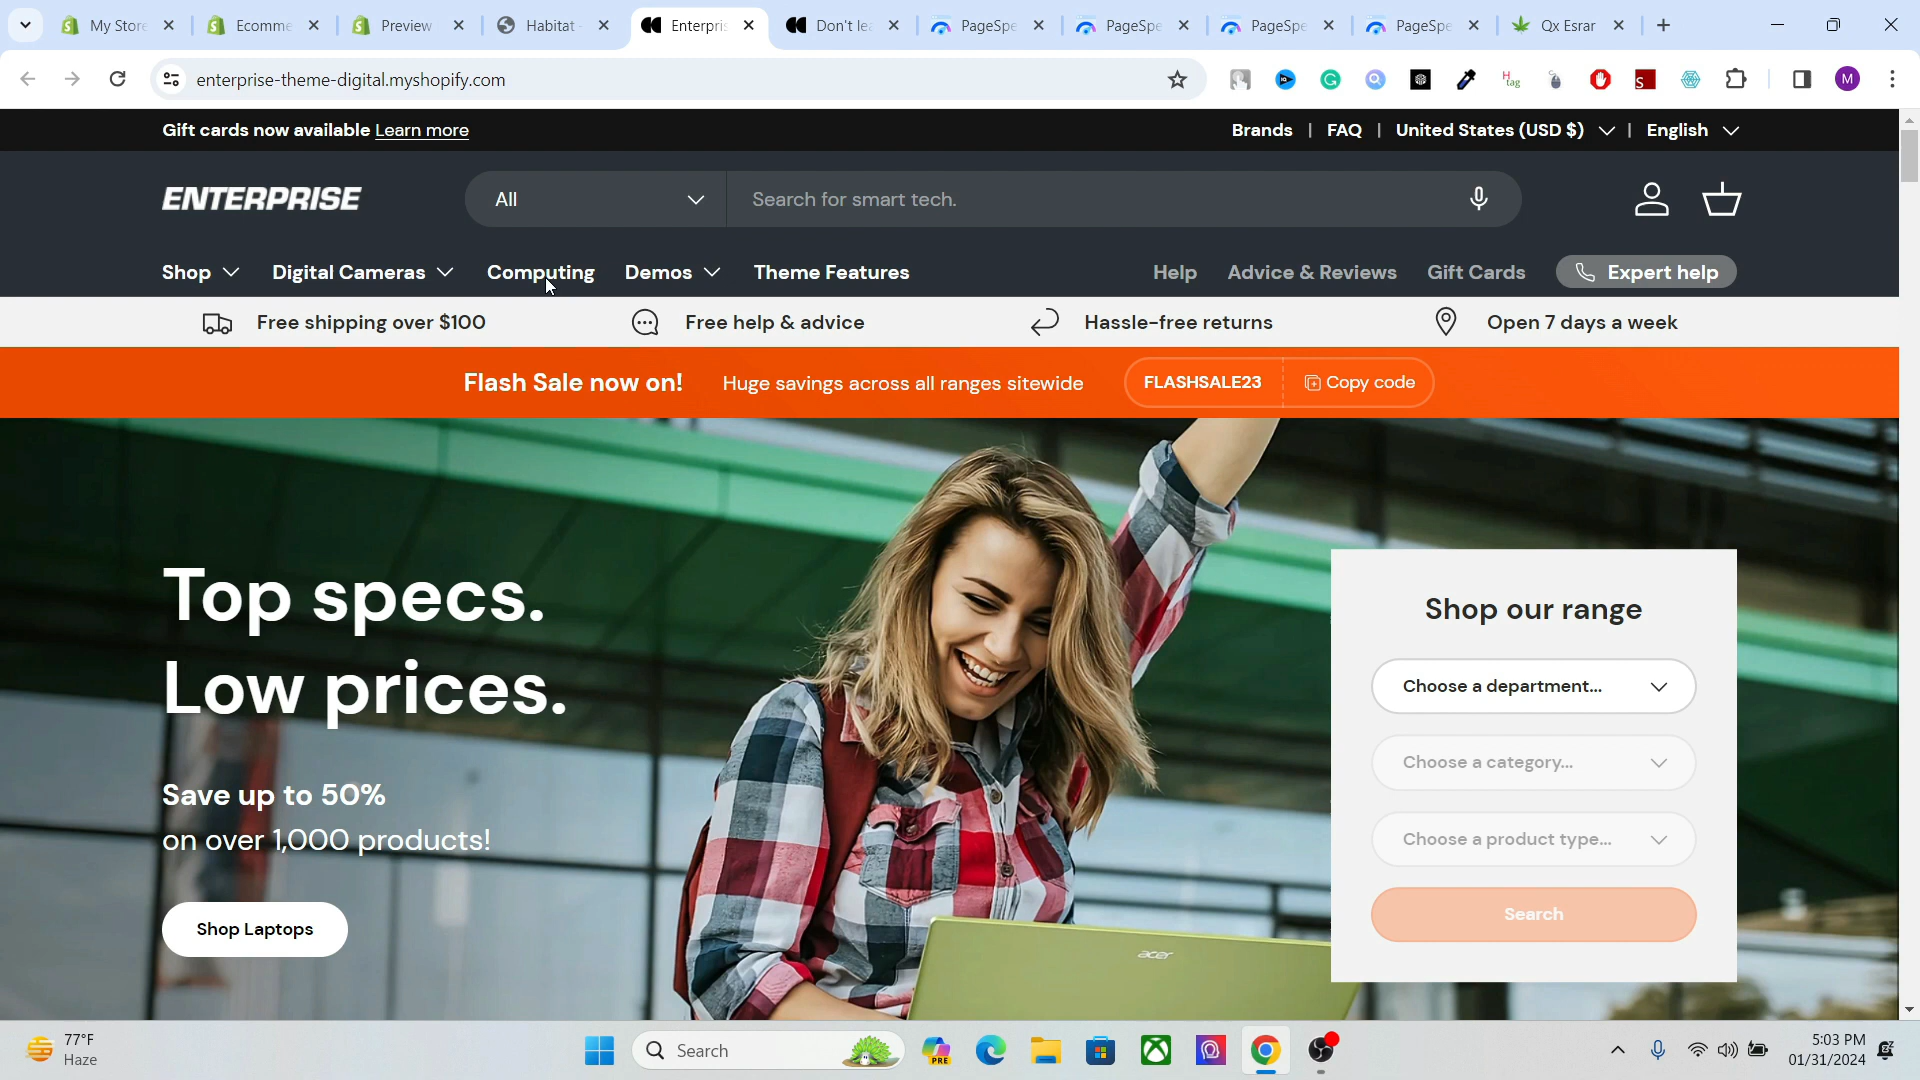 My Store
Ecomme
Preview
Habitat -
Enterpris
Don't lea
PageSpe
PageSpe
PageSpe
PageSpe
Qx Esrar
enterprise-theme-digital.myshopify.com
H tag
M
Gift cards now available Learn more
Brands | FAQ | United States (USD $) | English
ENTERPRISE
All
Search for smart tech.
Shop Digital Cameras Computing Demos Theme Features
Help Advice & Reviews Gift Cards Expert help
Free shipping over $100
Free help & advice
Hassle-free returns
Open 7 days a week
Flash Sale now on! Huge savings across all ranges sitewide FLASHSALE23 Copy code
Top specs.
Low prices.
Save up to 50%
on over 1,000 products!
Shop Laptops
acer
Shop our range
Choose a department...
Choose a category...
Choose a product type...
Search
77°F
Haze
Search
PRE
5:03 PM
01/31/2024